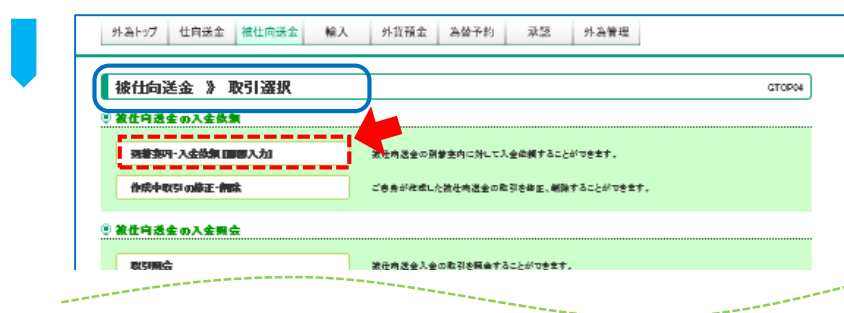 外為トップ 仕向送金 被仕向送金 輸入 外貨預金 為替予約 承認 外為管理
被仕向送金 》 取引選択 GTOP04
被仕向送金の入金依頼
到着案内・入金依頼[画面入力] 被仕向送金の到着案内に対して入金依頼することができます。
作成中取引の修正・削除 ご自身が作成した被仕向送金の取引を修正、削除することができます。
被仕向送金の入金照会
取引照会 被仕向送金入金の取引を照会することができます。